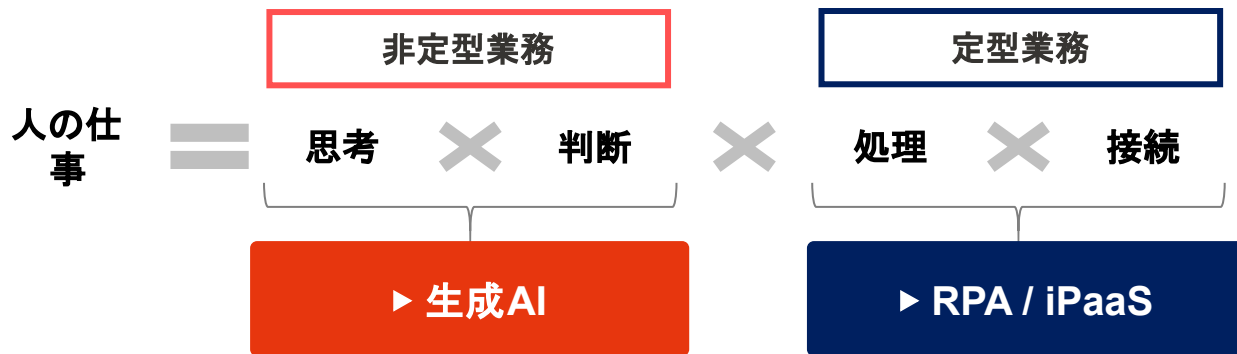 非定型業務
定型業務
人の仕
事
思考
判断
処理
接続
生成AI
RPA / iPaaS